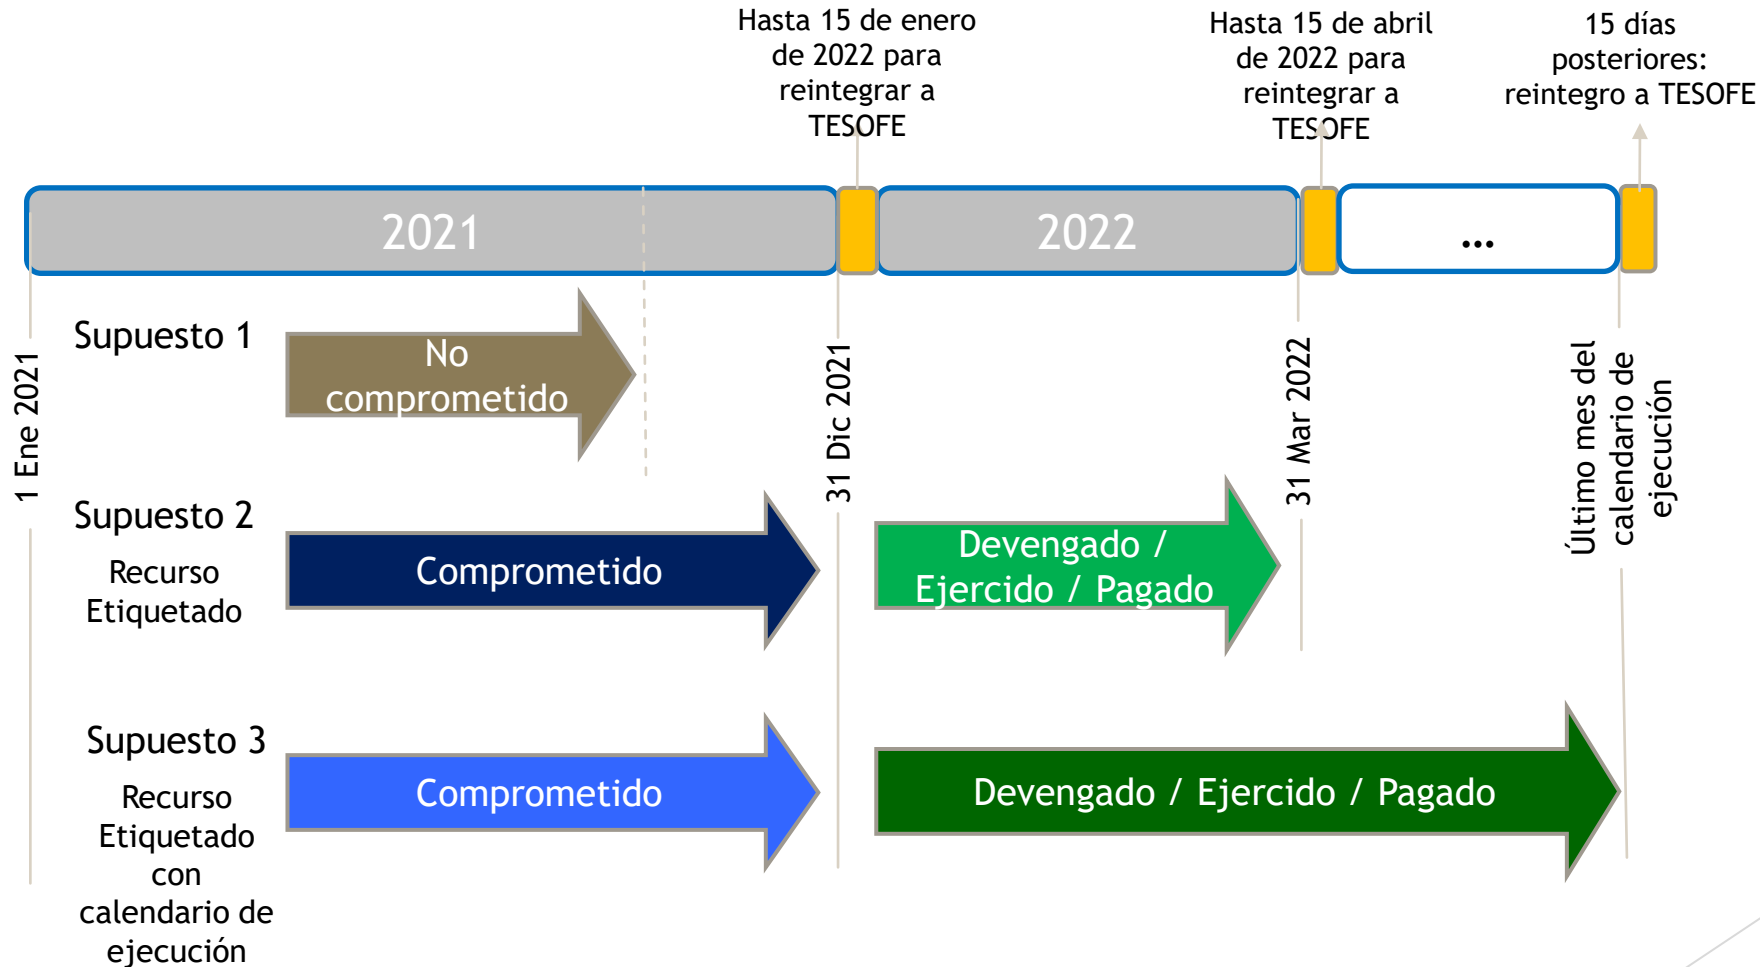 Hasta 15 de enero
de 2022 para
reintegrar a
TESOFE
Hasta 15 de abril
de 2022 para
reintegrar a
TESOFE
15 días
posteriores:
reintegro a TESOFE
2021
2022
...
1 Ene 2021
31 Dic 2021
31 Mar 2022
Último mes del
calendario de
ejecución
Supuesto 1
No
comprometido
Supuesto 2
Recurso
Etiquetado
Comprometido
Devengado /
Ejercido / Pagado
Supuesto 3
Recurso
Etiquetado
con
calendario de
ejecución
Comprometido
Devengado / Ejercido / Pagado